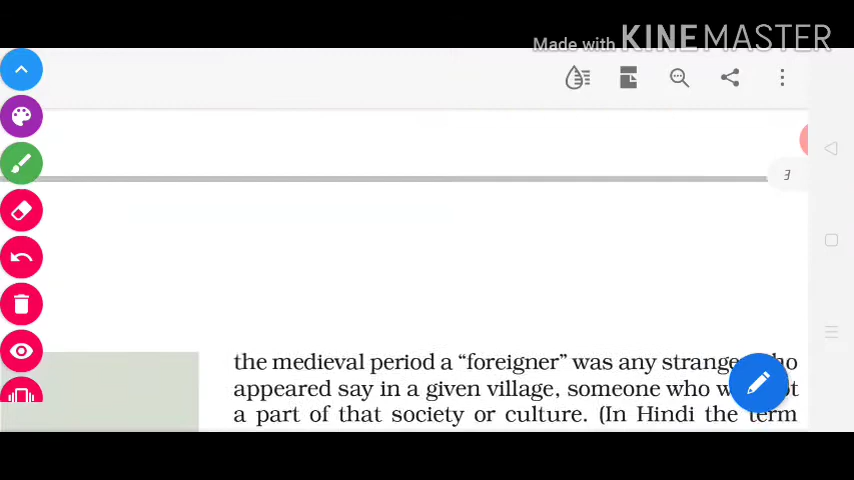 Made with KINEMASTER
3
the medieval period a “foreigner” was any
appeared say in a given village, someone who
a part of that society or culture. (In Hindi the term